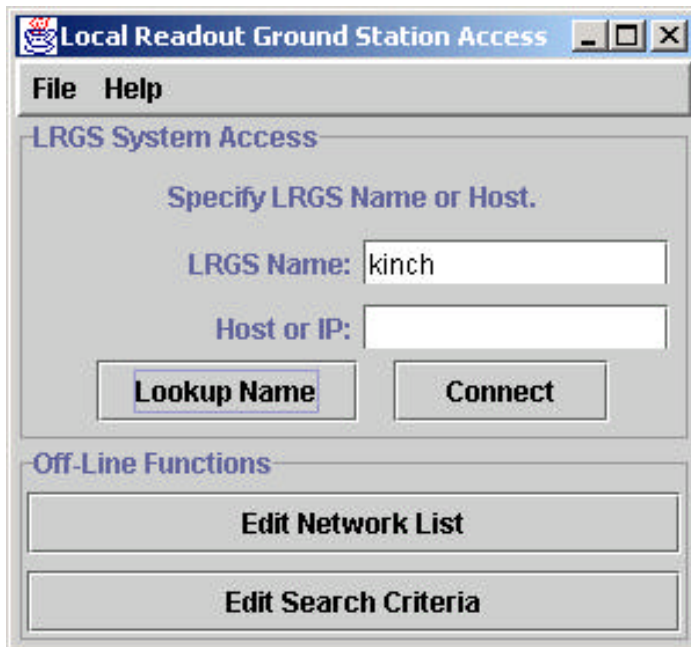 Local Readout Ground Station Access
File Help
LRGS System Access
Specify LRGS Name or Host.
LRGS Name: kinch
Host or IP:
Lookup Name Connect
Off-Line Functions
Edit Network List
Edit Search Criteria